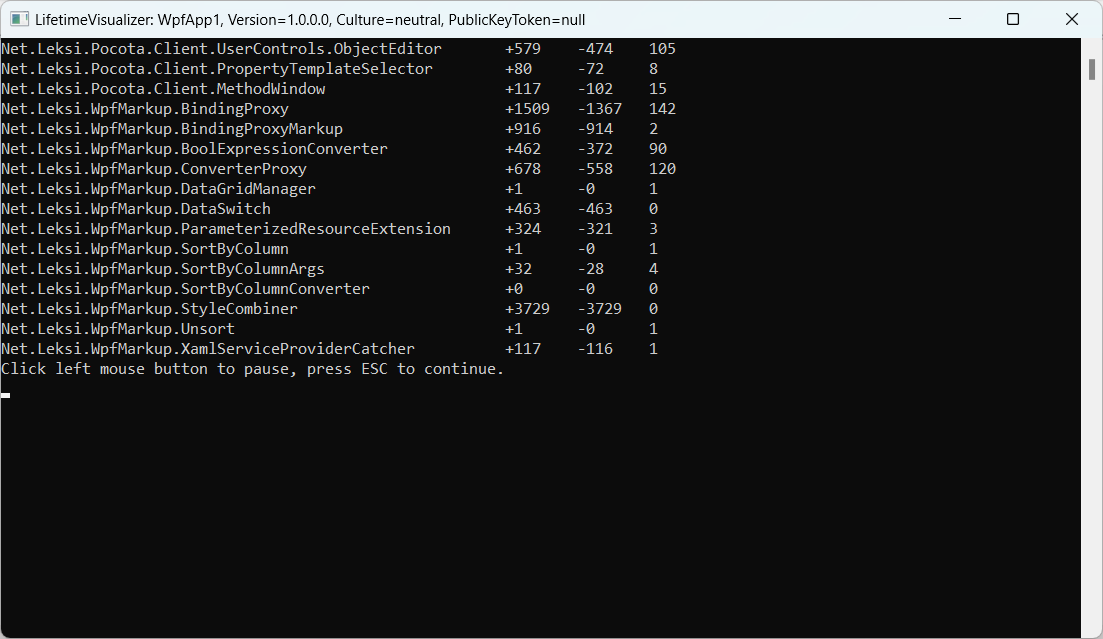 LifetimeVisualizer: WpfApp1, Version=1.0.0.0, Culture=neutral, PublicKeyToken=null
Net.Leksi.Pocota.Client.UserControls.ObjectEditor +579 -474 105
Net.Leksi.Pocota.Client.PropertyTemplateSelector +80 -72 8
Net.Leksi.Pocota.Client.MethodWindow +117 -102 15
Net.Leksi.WpfMarkup.BindingProxy +1509 -1367 142
Net.Leksi.WpfMarkup.BindingProxyMarkup +916 -914 2
Net.Leksi.WpfMarkup.BoolExpressionConverter +462 -372 90
Net.Leksi.WpfMarkup.ConverterProxy +678 -558 120
Net.Leksi.WpfMarkup.DataGridManager +1 -0 1
Net.Leksi.WpfMarkup.DataSwitch +463 -463 0
Net.Leksi.WpfMarkup.ParameterizedResourceExtension +324 -321 3
Net.Leksi.WpfMarkup.SortByColumn +1 -0 1
Net.Leksi.WpfMarkup.SortByColumnArgs +32 -28 4
Net.Leksi.WpfMarkup.SortByColumnConverter +0 -0 0
Net.Leksi.WpfMarkup.StyleCombiner +3729 -3729 0
Net.Leksi.WpfMarkup.Unsort +1 -0 1
Net.Leksi.WpfMarkup.XamlServiceProviderCatcher +117 -116 1
Click left mouse button to pause, press ESC to continue.